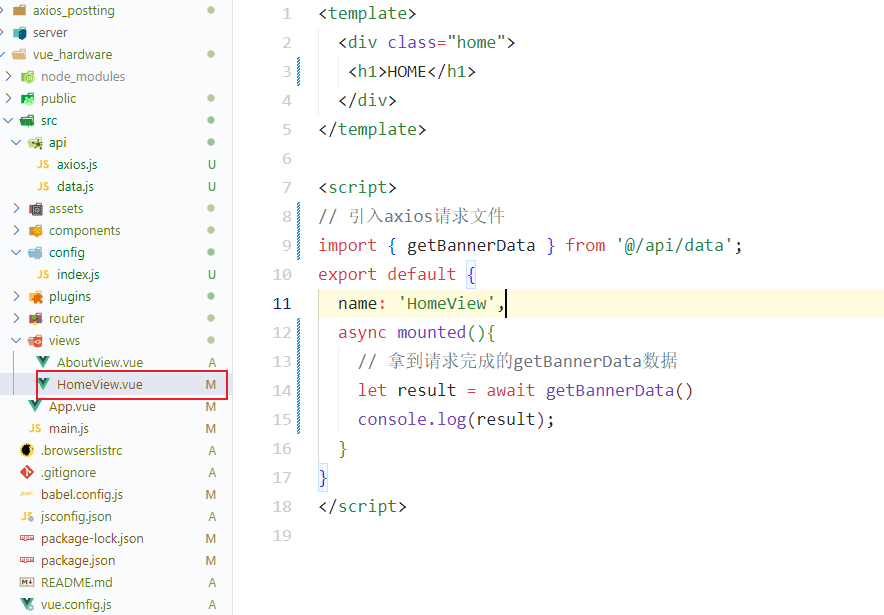 axios_postting
server
vue_hardware
node_modules
public
src
api
JS axios.js U
JS data.js U
assets
components
config
JS index.js U
plugins
router
views
AboutView.vue A
HomeView.vue M
App.vue M
JS main.js M
.browserslistrc A
.gitignore A
babel.config.js M
JS jsconfig.json A
package-lock.json M
package.json M
README.md A
vue.config.js A
1 <template>
2 <div class="home">
3 <h1>HOME</h1>
4 </div>
5 </template>
6
7 <script>
8 // 引入axios请求文件
9 import { getBannerData } from '@/api/data';
10 export default {
11 name: 'HomeView',
12 async mounted(){
13 // 拿到请求完成的getBannerData数据
14 let result = await getBannerData()
15 console.log(result);
16 }
17 }
18 </script>
19